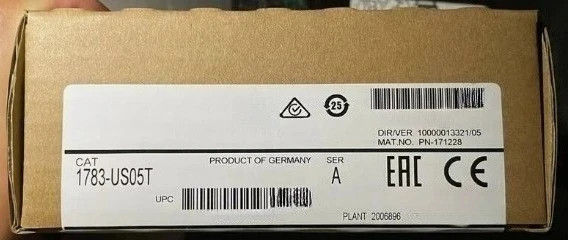 25
DIR/VER 10000013321/05
MAT.NO. PN-171228
CAT
1783-US05T
PRODUCT OF GERMANY
SER
A
EAC CE
UPC
PLANT 2006896